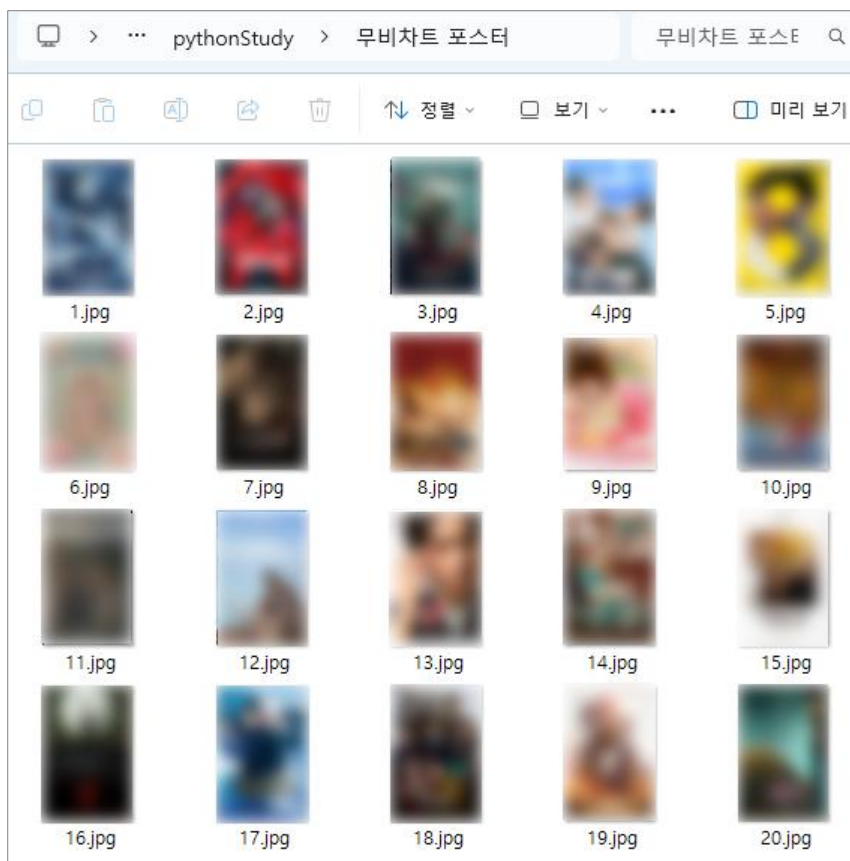 > ... pythonStudy > 무비차트 포스터
무비차트 포스트
정렬 보기 ... 미리 보기
1.jpg 2.jpg 3.jpg 4.jpg 5.jpg
6.jpg 7.jpg 8.jpg 9.jpg 10.jpg
11.jpg 12.jpg 13.jpg 14.jpg 15.jpg
16.jpg 17.jpg 18.jpg 19.jpg 20.jpg